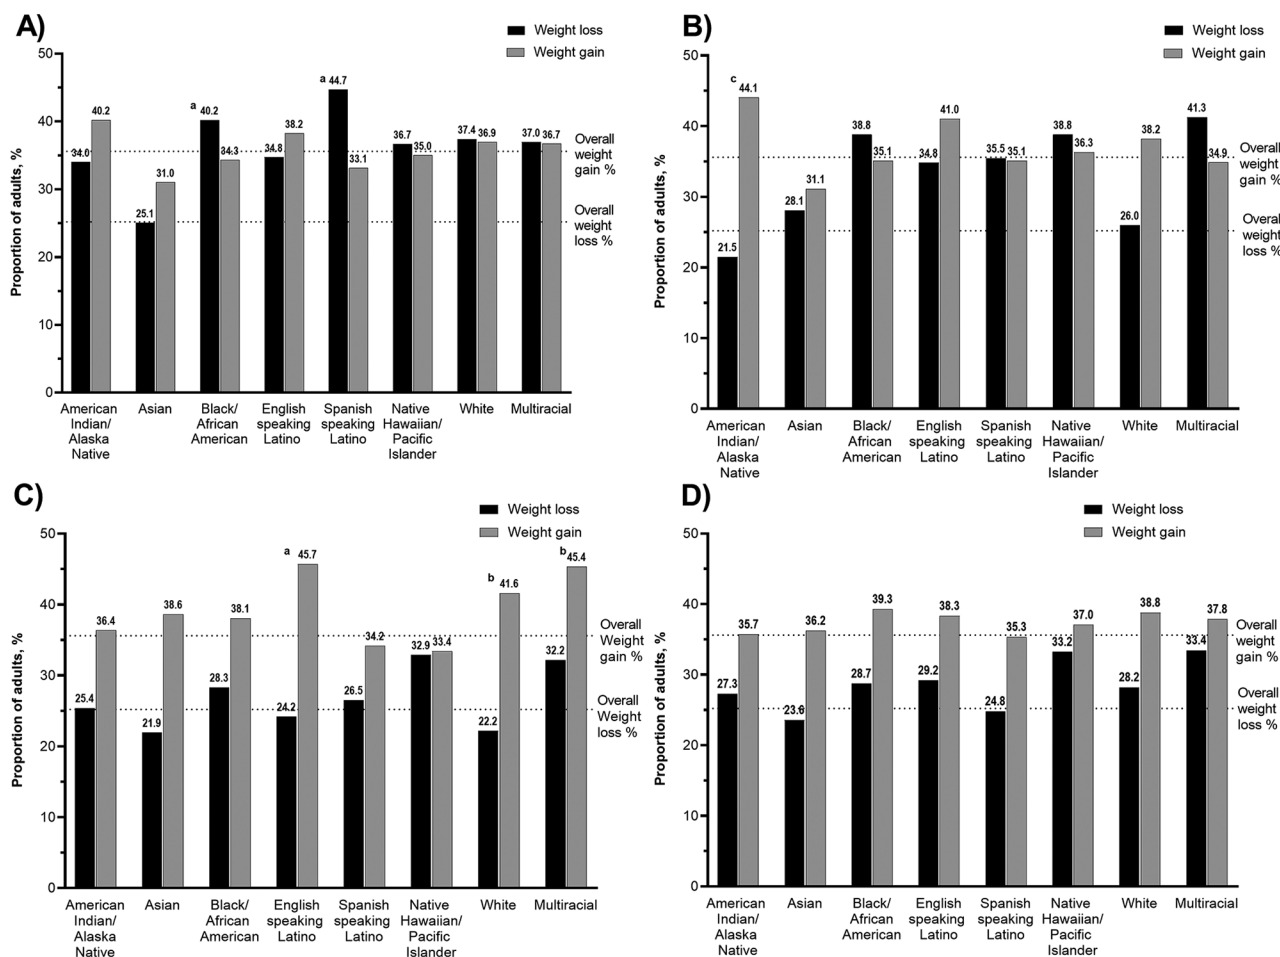 A)
Weight loss
Weight gain
Proportion of adults, %
50
40
30
20
10
0
34.0
40.2
25.1
31.0
a
40.2
34.3
34.8
38.2
a
44.7
33.1
36.7
35.0
37.4
36.9
37.0
36.7
Overall
weight
gain %
Overall
weight
loss %
American
Indian/
Alaska
Native
Asian
Black/
African
American
English
speaking
Latino
Spanish
speaking
Latino
Native
Hawaiian/
Pacific
Islander
White
Multiracial
B)
Weight loss
Weight gain
Proportion of adults, %
50
40
30
20
10
0
21.5
c
44.1
28.1
31.1
38.8
35.1
34.8
41.0
35.5
35.1
38.8
36.3
26.0
38.2
41.3
34.9
Overall
weight
gain %
Overall
weight
loss %
American
Indian/
Alaska
Native
Asian
Black/
African
American
English
speaking
Latino
Spanish
speaking
Latino
Native
Hawaiian/
Pacific
Islander
White
Multiracial
C)
Weight loss
Weight gain
Proportion of adults, %
50
40
30
20
10
0
25.4
36.4
21.9
38.6
28.3
38.1
24.2
a
45.7
26.5
34.2
32.9
33.4
22.2
b
41.6
32.2
b
45.4
Overall
Weight
gain %
Overall
Weight
loss %
American
Indian/
Alaska
Native
Asian
Black/
African
American
English
speaking
Latino
Spanish
speaking
Latino
Native
Hawaiian/
Pacific
Islander
White
Multiracial
D)
Weight loss
Weight gain
Proportion of adults, %
50
40
30
20
10
0
27.3
35.7
23.6
36.2
28.7
39.3
29.2
38.3
24.8
35.3
33.2
37.0
28.2
38.8
33.4
37.8
Overall
weight
gain %
Overall
weight
loss %
American
Indian/
Alaska
Native
Asian
Black/
African
American
English
speaking
Latino
Spanish
speaking
Latino
Native
Hawaiian/
Pacific
Islander
White
Multiracial